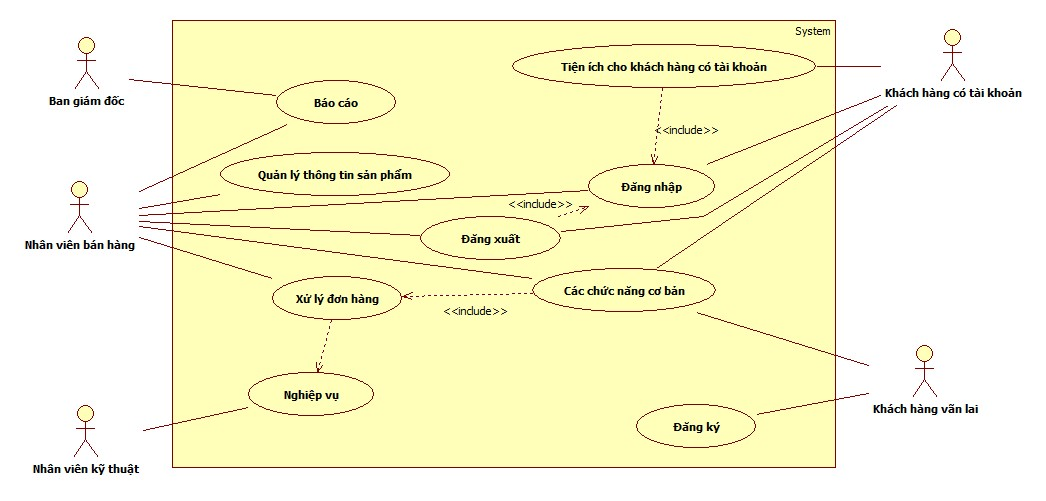 System
Tiện ích cho khách hàng có tài khoản
Ban giám đốc
Báo cáo
Khách hàng có tài khoản
<<include>>
Quản lý thông tin sản phẩm
Đăng nhập
<<include>>
Nhân viên bán hàng
Đăng xuất
Xử lý đơn hàng
Các chức năng cơ bản
<<include>>
Nghiệp vụ
Khách hàng vãn lai
Đăng ký
Nhân viên kỹ thuật